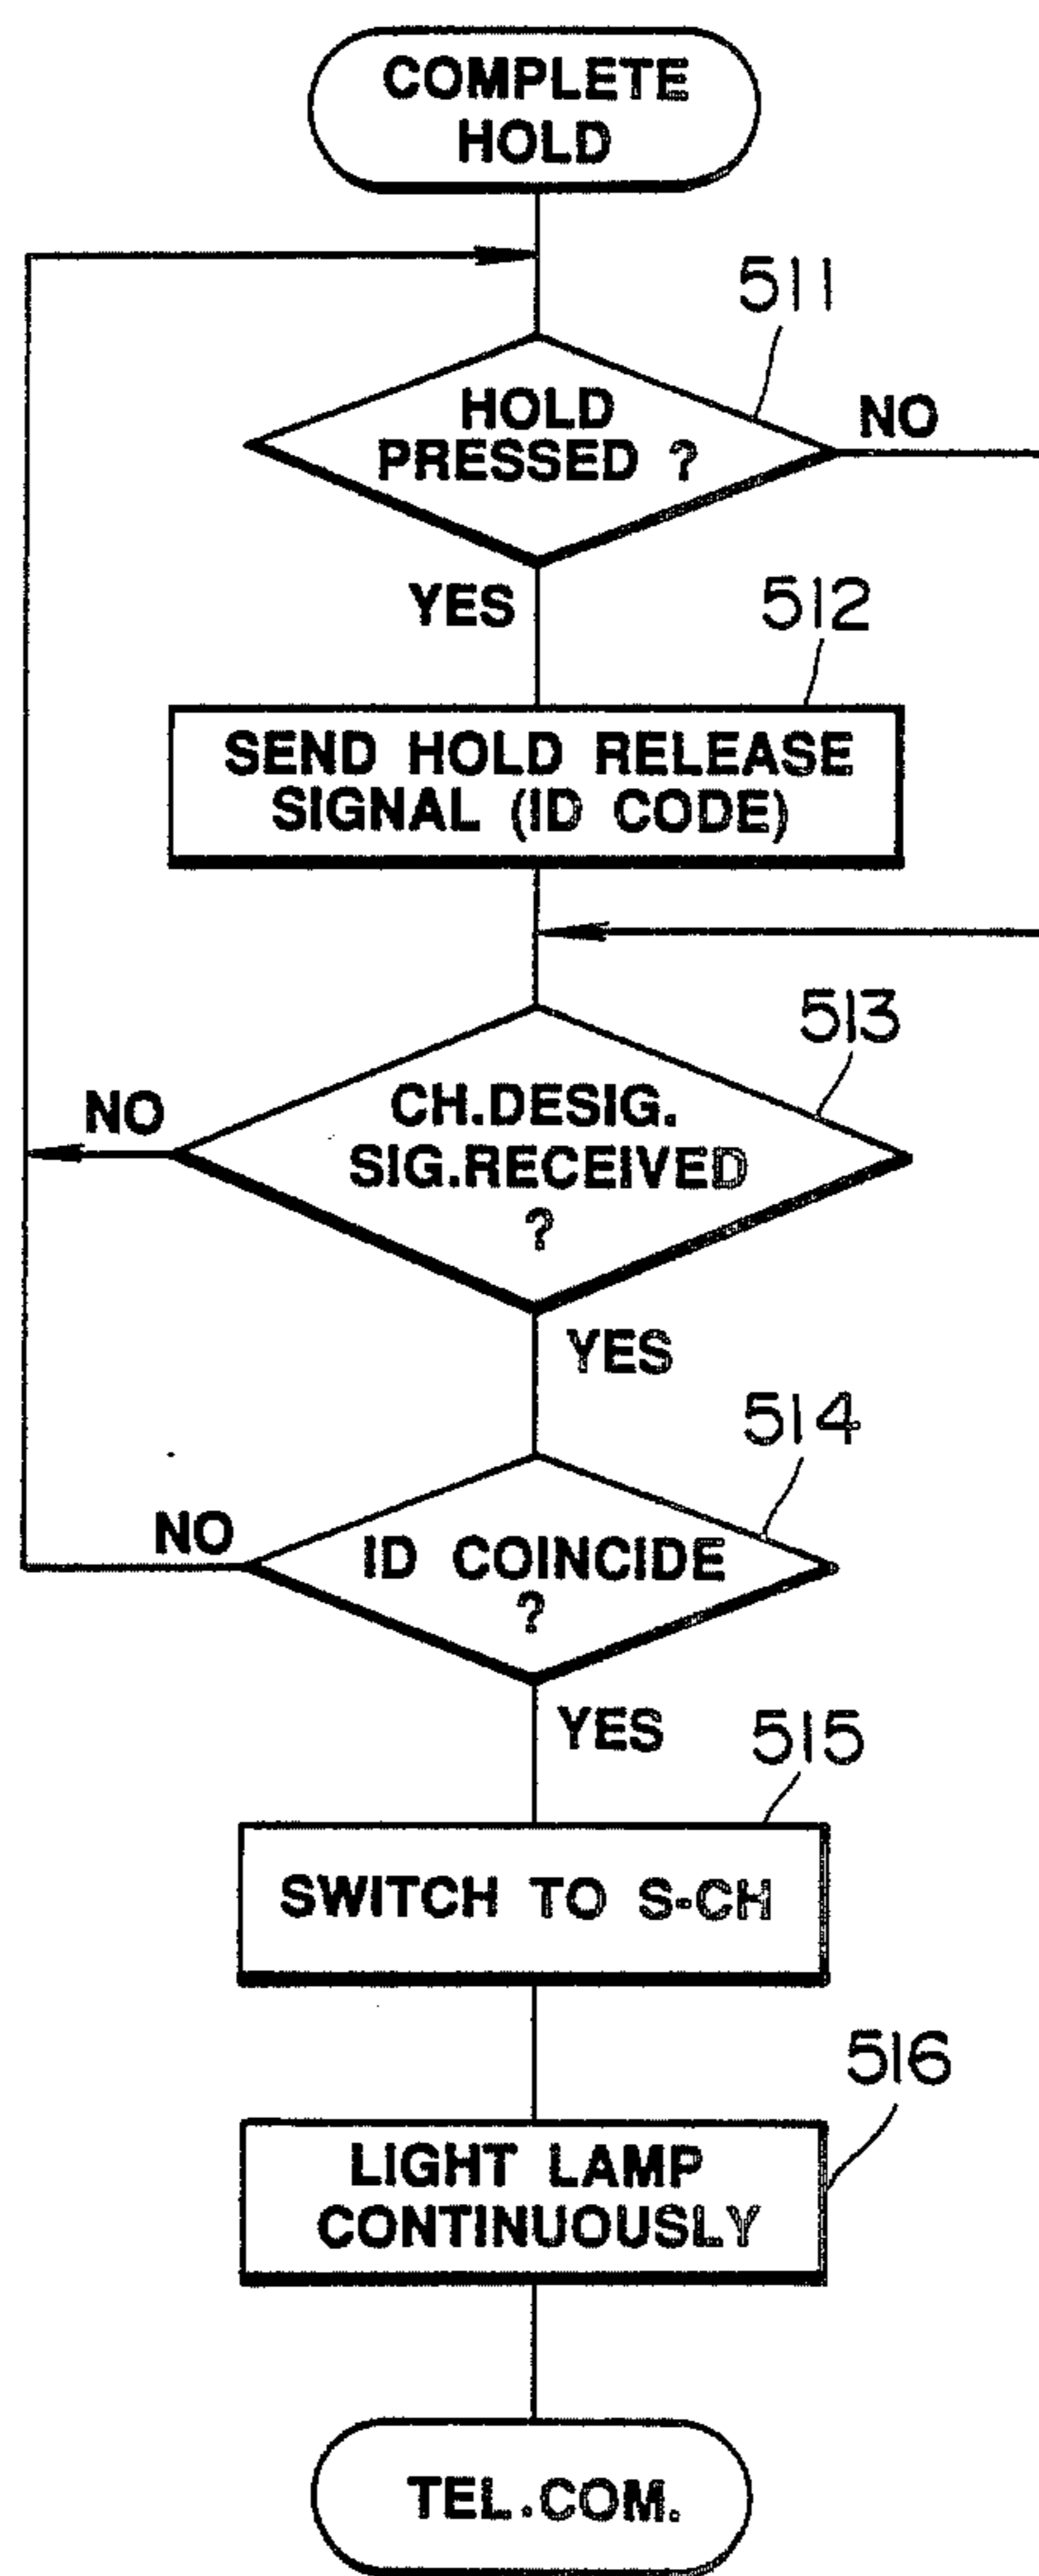 COMPLETE
HOLD
511
HOLD
PRESSED ?
NO
YES
512
SEND HOLD RELEASE
SIGNAL (ID CODE)
513
CH.DESIG.
SIG.RECEIVED
?
NO
YES
514
ID COINCIDE
?
NO
YES
515
SWITCH TO S-CH
516
LIGHT LAMP
CONTINUOUSLY
TEL.COM.